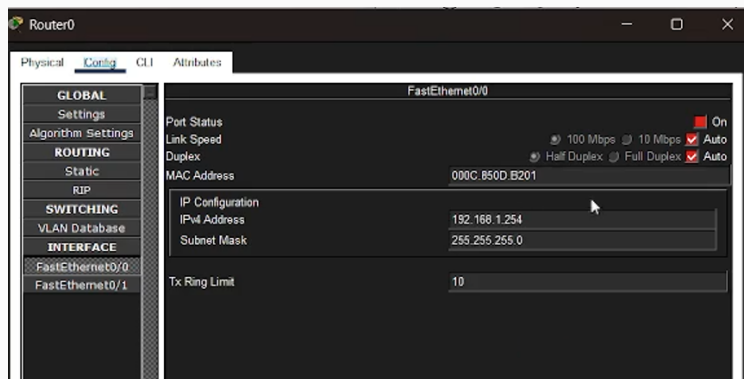 Router0
Physical Config CLI Attributes
GLOBAL
Settings
Algorithm Settings
ROUTING
Static
RIP
SWITCHING
VLAN Database
INTERFACE
FastEthernet0/0
FastEthernet0/1
FastEthernet0/0
Port Status On
Link Speed 100 Mbps 10 Mbps Auto
Duplex Half Duplex Full Duplex Auto
MAC Address 000C.850D.B201
IP Configuration
IPv4 Address 192.168.1.254
Subnet Mask 255.255.255.0
Tx Ring Limit 10